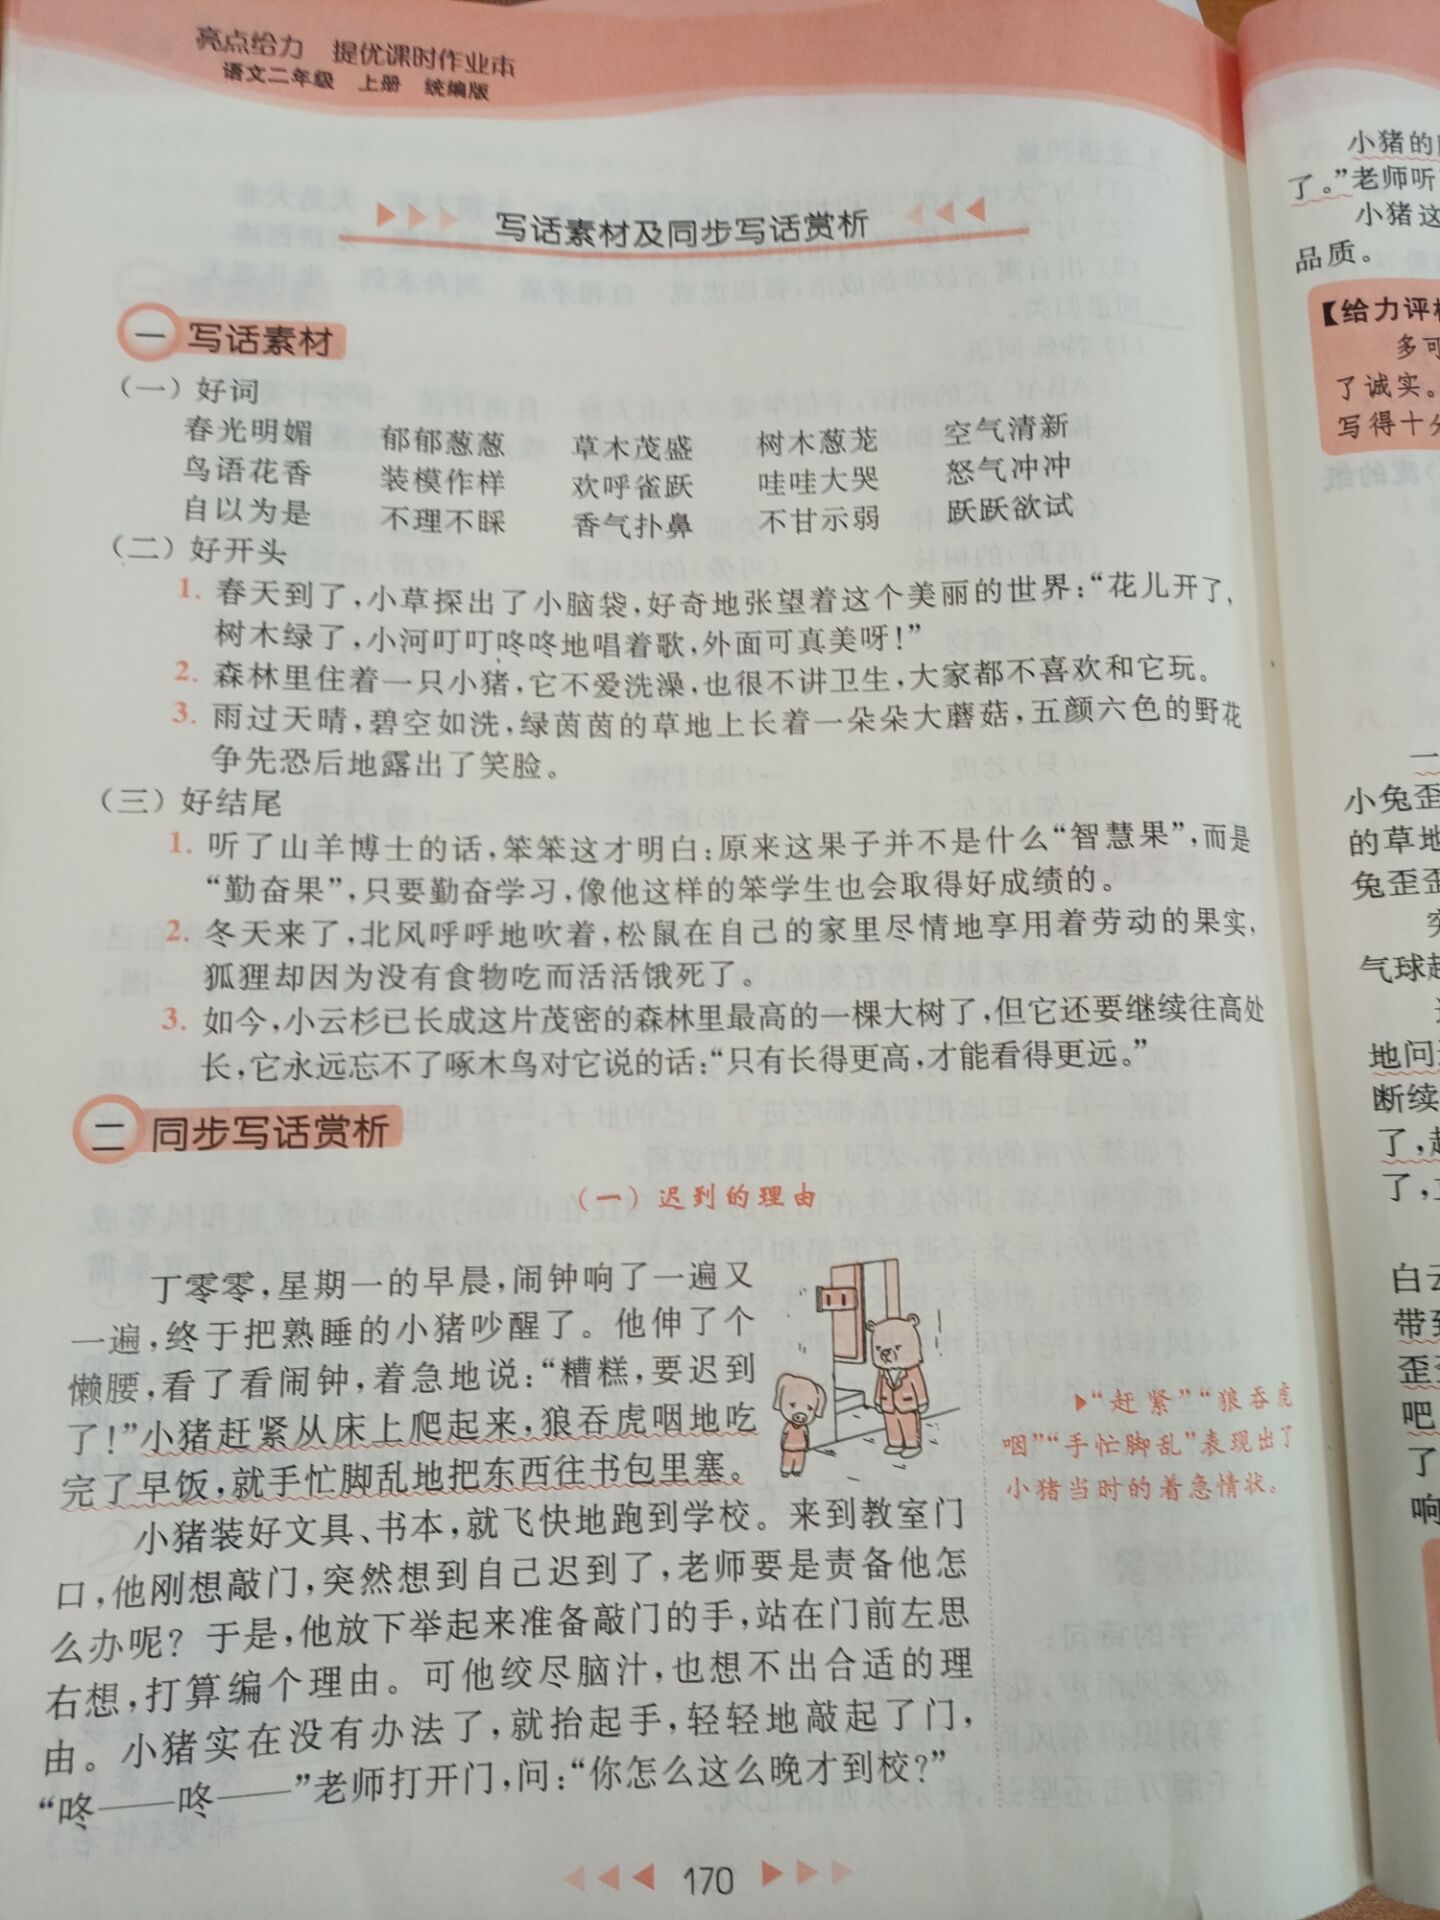 亮点给力 提优课时作业本
语文二年级 上册 统编版
写话素材及同步写话赏析
一 写话素材
（一）好词
春光明媚 郁郁葱葱 草木茂盛 树木葱茏 空气清新
鸟语花香 装模作样 欢呼雀跃 哇哇大哭 怒气冲冲
自以为是 不理不睬 香气扑鼻 不甘示弱 跃跃欲试
（二）好开头
1. 春天到了，小草探出了小脑袋，好奇地张望着这个美丽的世界：“花儿开了，
树木绿了，小河叮叮咚咚地唱着歌，外面可真美呀！”
2. 森林里住着一只小猪，它不爱洗澡，也很不讲卫生，大家都不喜欢和它玩。
3. 雨过天晴，碧空如洗，绿茵茵的草地上长着一朵朵大蘑菇，五颜六色的野花
争先恐后地露出了笑脸。
（三）好结尾
1. 听了山羊博士的话，笨笨这才明白：原来这果子并不是什么“智慧果”，而是
“勤奋果”，只要勤奋学习，像他这样的笨学生也会取得好成绩的。
2. 冬天来了，北风呼呼地吹着，松鼠在自己的家里尽情地享用着劳动的果实，
狐狸却因为没有食物吃而活活饿死了。
3. 如今，小云杉已长成这片茂密的森林里最高的一棵大树了，但它还要继续往高处
长，它永远忘不了啄木鸟对它说的话：“只有长得更高，才能看得更远。”
二 同步写话赏析
（一）迟到的理由
丁零零，星期一的早晨，闹钟响了一遍又
一遍，终于把熟睡的小猪吵醒了。他伸了个
懒腰，看了看闹钟，着急地说：“糟糕，要迟到
了！”小猪赶紧从床上爬起来，狼吞虎咽地吃
完了早饭，就手忙脚乱地把东西往书包里塞。
▶“赶紧”“狼吞虎
咽”“手忙脚乱”表现出了
小猪当时的着急情状。
小猪装好文具、书本，就飞快地跑到学校。来到教室门
口，他刚想敲门，突然想到自己迟到了，老师要是责备他怎
么办呢？于是，他放下举起来准备敲门的手，站在门前左思
右想，打算编个理由。可他绞尽脑汁，也想不出合适的理
由。小猪实在没有办法了，就抬起手，轻轻地敲起了门，
“咚——咚——”老师打开门，问：“你怎么这么晚才到校？”
170
小猪的
了。”老师听
小猪这
品质。
【给力评
多可
了诚实。
写得十分
一
小兔歪
的草地
兔歪歪
突
气球起
地问
断续
了，起
了，
白云
带到
歪歪
吧
了
响